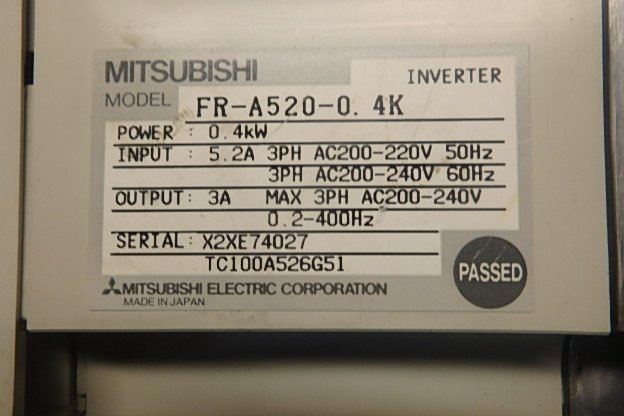 MITSUBISHI INVERTER
MODEL FR-A520-0.4K
POWER : 0.4kW
INPUT : 5.2A 3PH AC200-220V 50Hz
3PH AC200-240V 60Hz
OUTPUT: 3A MAX 3PH AC200-240V
0.2-400Hz
SERIAL: X2XE74027
TC100A526G51
PASSED
MITSUBISHI ELECTRIC CORPORATION
MADE IN JAPAN